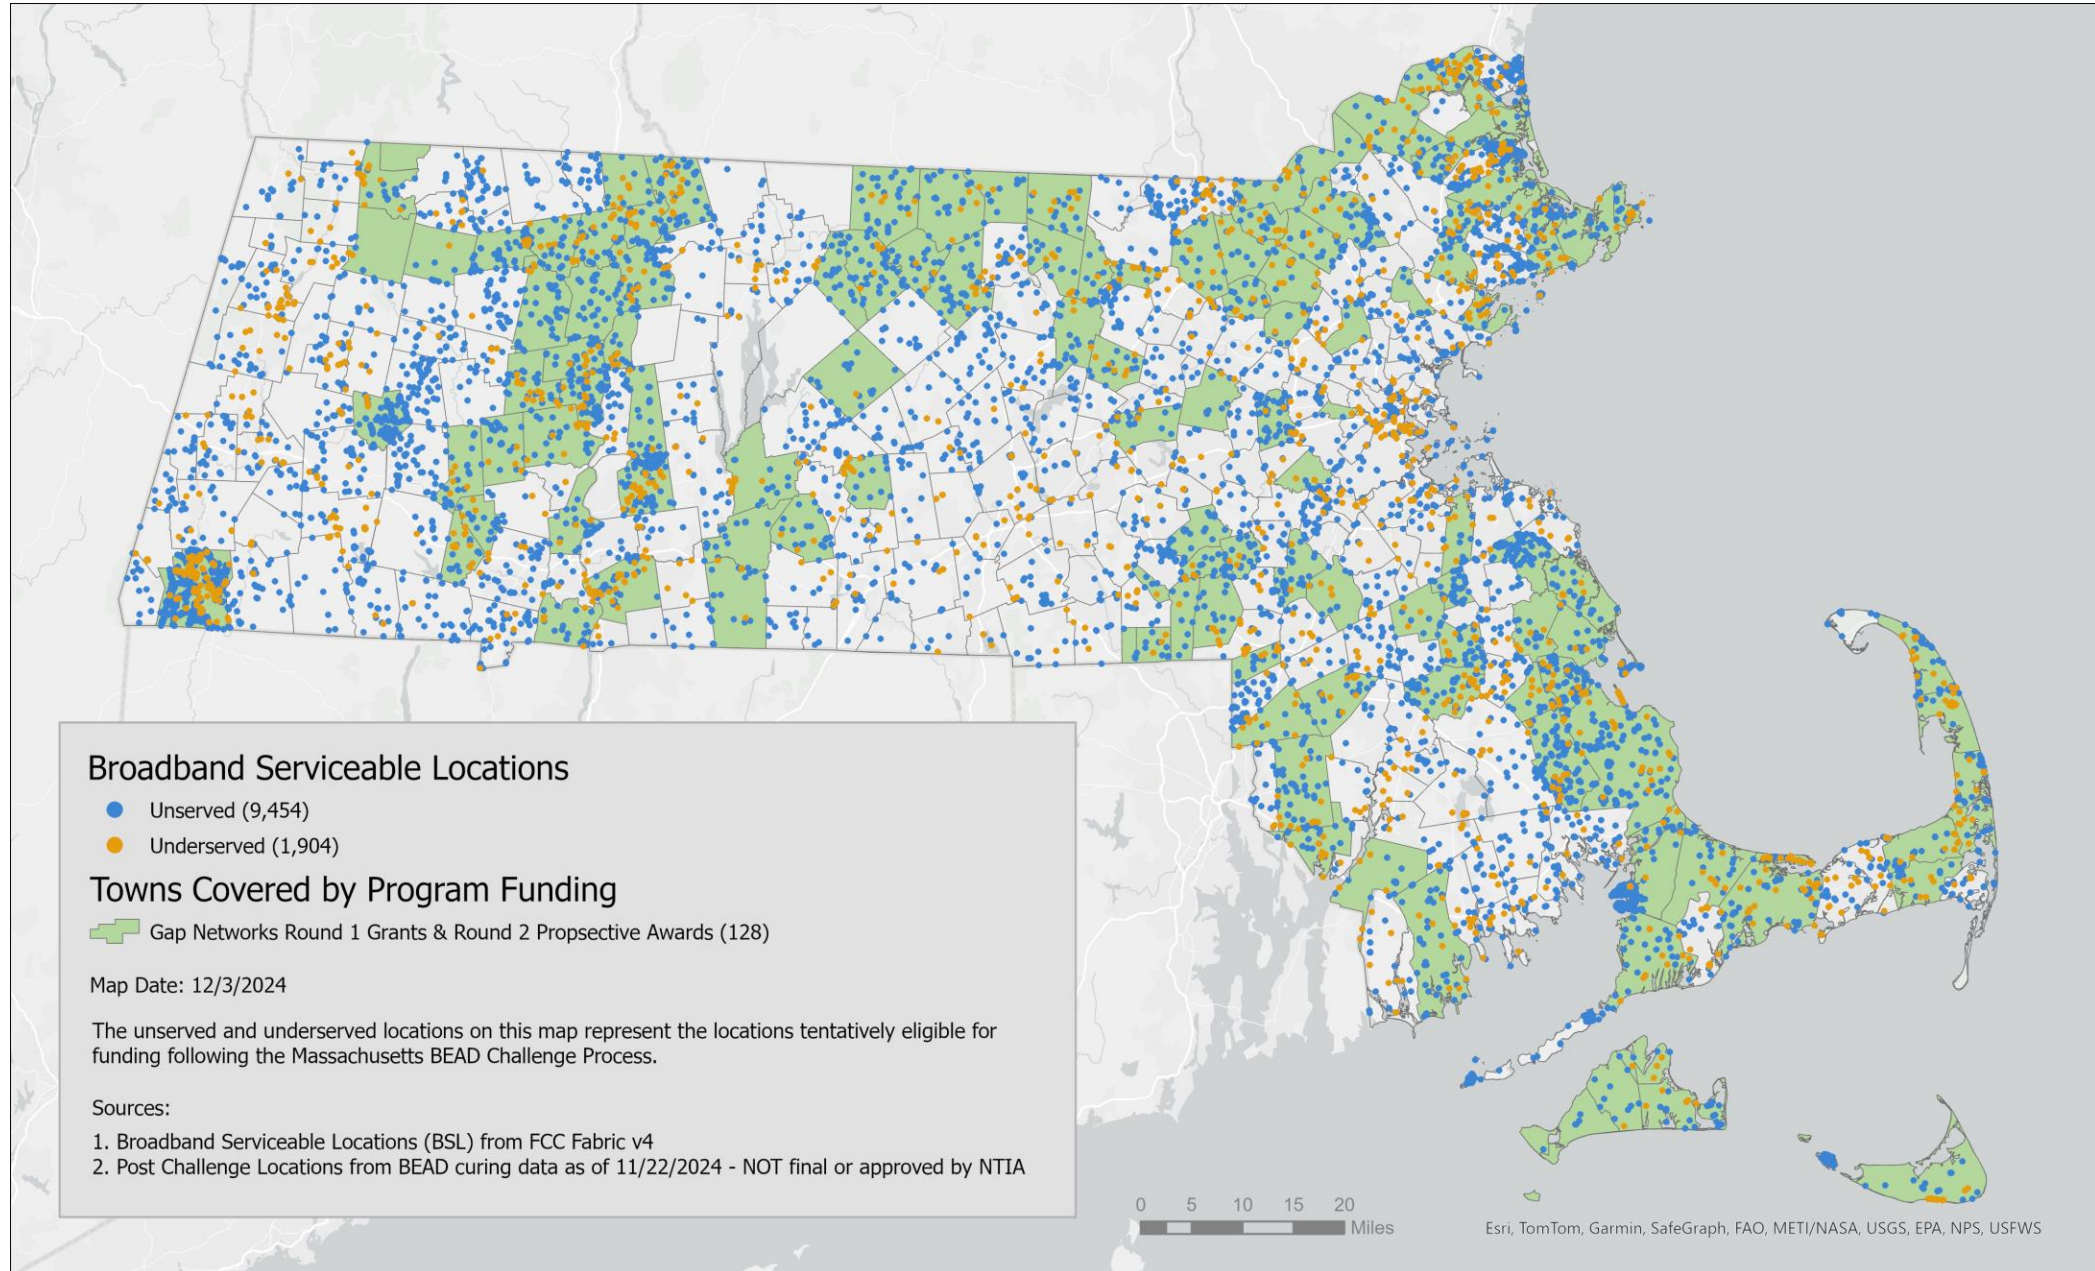 Broadband Serviceable Locations
Unserved (9,454)
Underserved (1,904)
Towns Covered by Program Funding
Gap Networks Round 1 Grants & Round 2 Propsective Awards (128)
Map Date: 12/3/2024
The unserved and underserved locations on this map represent the locations tentatively eligible for
funding following the Massachusetts BEAD Challenge Process.
Sources:
1. Broadband Serviceable Locations (BSL) from FCC Fabric v4
2. Post Challenge Locations from BEAD curing data as of 11/22/2024 - NOT final or approved by NTIA
0 5 10 15 20
Miles
Esri, TomTom, Garmin, SafeGraph, FAO, METI/NASA, USGS, EPA, NPS, USFWS